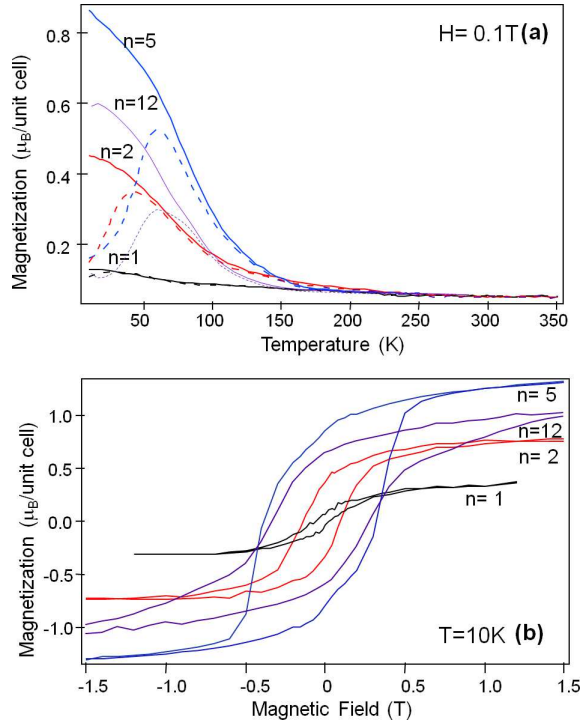 H= 0.1T (a)
n=5
n=12
n=2
n=1
0.8
0.6
0.4
0.2
Magnetization (μB/unit cell)
50 100 150 200 250 300 350
Temperature (K)
n= 5
n=12
n= 2
n= 1
1.0
0.5
0.0
-0.5
-1.0
Magnetization (μB/unit cell)
T=10K (b)
-1.5 -1.0 -0.5 0.0 0.5 1.0 1.5
Magnetic Field (T)